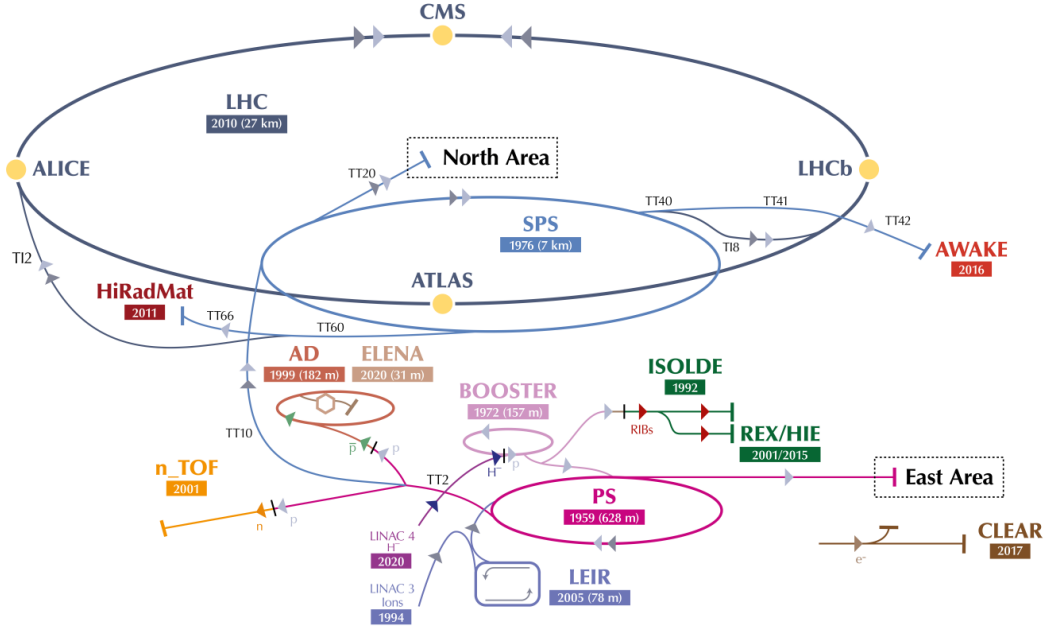 CMS
LHC
2010 (27 km)
ALICE
TT20
North Area
LHCb
SPS
1976 (7 km)
TT40
TT41
TT42
TI8
AWAKE
2016
TI2
ATLAS
HiRadMat
2011
TT66
TT60
AD
1999 (182 m)
ELENA
2020 (31 m)
ISOLDE
1992
BOOSTER
1972 (157 m)
RIBs
REX/HIE
2001/2015
TT10
p̅
p
n_TOF
2001
n
p
TT2
H⁻
p
East Area
PS
1959 (628 m)
LINAC 4
H⁻
2020
CLEAR
2017
e⁻
LINAC 3
Ions
1994
LEIR
2005 (78 m)